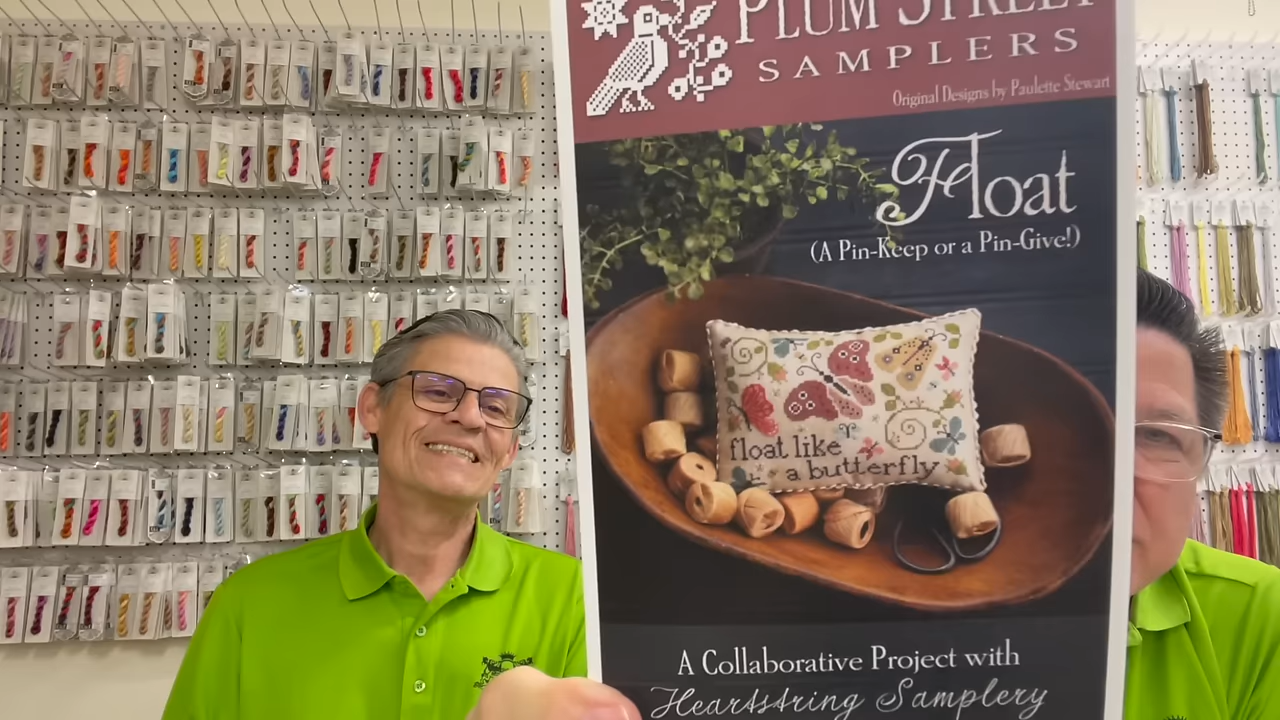 PLUM STREET
SAMPLERS
Original Designs by Paulette Stewart
Float
(A Pin-Keep or a Pin-Give!)
float like
a butterfly
A Collaborative Project with
Heartstring Samplery